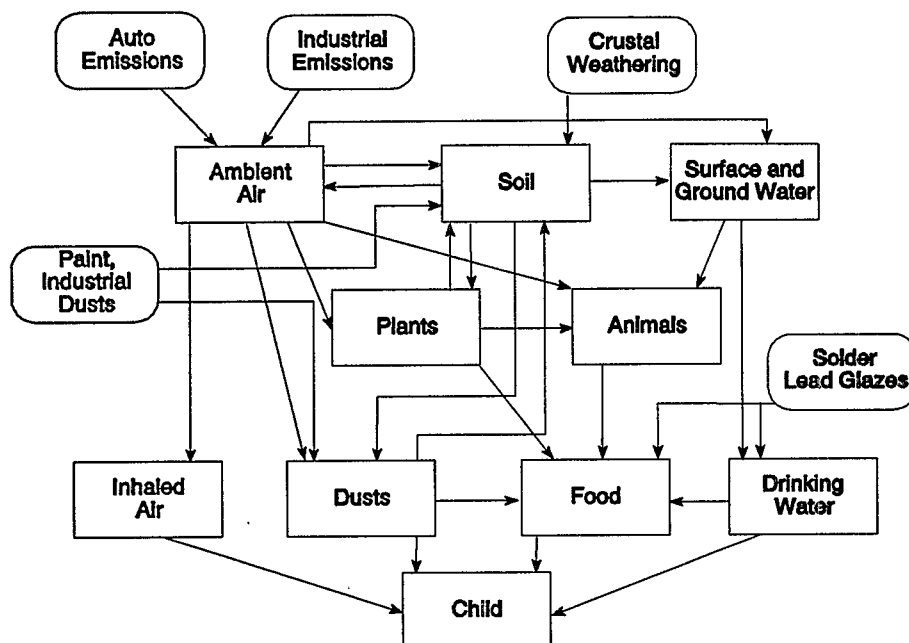 Auto
Emissions
Industrial
Emissions
Crustal
Weathering
Ambient
Air
Soil
Surface and
Ground Water
Paint,
Industrial
Dusts
Plants
Animals
Solder
Lead Glazes
Inhaled
Air
Dusts
Food
Drinking
Water
Child